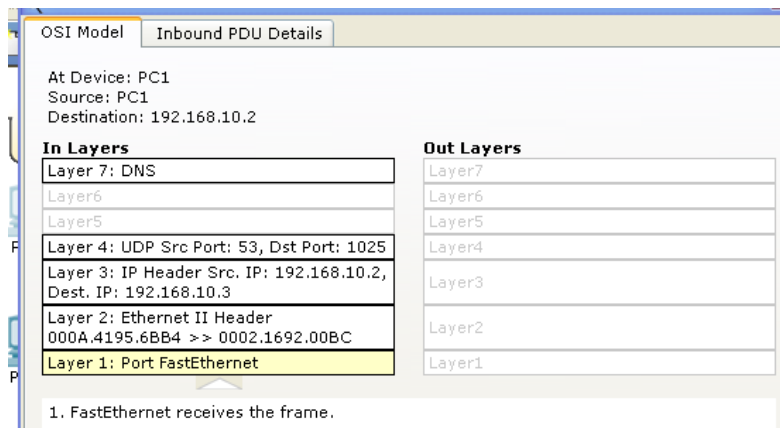 OSI Model
Inbound PDU Details
At Device: PC1
Source: PC1
Destination: 192.168.10.2
In Layers
Layer 7: DNS
Layer6
Layer5
Layer 4: UDP Src Port: 53, Dst Port: 1025
Layer 3: IP Header Src. IP: 192.168.10.2,
Dest. IP: 192.168.10.3
Layer 2: Ethernet II Header
000A.4195.6BB4 >> 0002.1692.00BC
Layer 1: Port FastEthernet
Out Layers
Layer7
Layer6
Layer5
Layer4
Layer3
Layer2
Layer1
1. FastEthernet receives the frame.